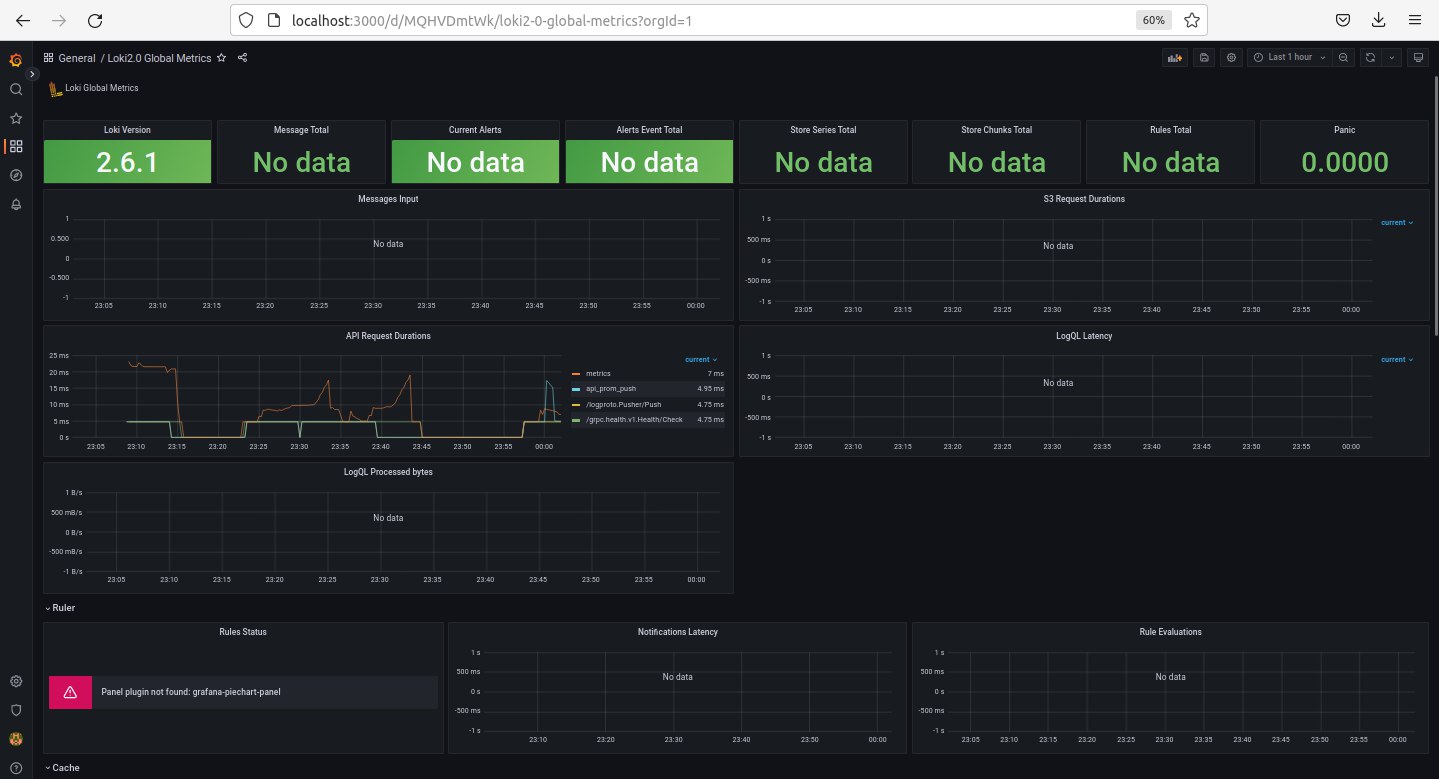 localhost:3000/d/MQHVDmtWk/loki2-0-global-metrics?orgId=1 60%
General / Loki2.0 Global Metrics Last 1 hour
Loki Global Metrics
Loki Version Message Total Current Alerts Alerts Event Total Store Series Total Store Chunks Total Rules Total Panic
2.6.1 No data No data No data No data No data No data 0.0000
Messages Input
1
0.500
0
-0.500
-1
No data
23:05 23:10 23:15 23:20 23:25 23:30 23:35 23:40 23:45 23:50 23:55 00:00
S3 Request Durations
1 s
500 ms
0 s
-500 ms
-1 s
No data
current
23:05 23:10 23:15 23:20 23:25 23:30 23:35 23:40 23:45 23:50 23:55 00:00
API Request Durations
25 ms
20 ms
15 ms
10 ms
5 ms
0 s
23:05 23:10 23:15 23:20 23:25 23:30 23:35 23:40 23:45 23:50 23:55 00:00
current
metrics 7 ms
api_prom_push 4.95 ms
/logproto.Pusher/Push 4.75 ms
/grpc.health.v1.Health/Check 4.75 ms
LogQL Latency
1 s
500 ms
0 s
-500 ms
-1 s
No data
current
23:05 23:10 23:15 23:20 23:25 23:30 23:35 23:40 23:45 23:50 23:55 00:00
LogQL Processed bytes
1 B/s
500 mB/s
0 B/s
-500 mB/s
-1 B/s
No data
23:05 23:10 23:15 23:20 23:25 23:30 23:35 23:40 23:45 23:50 23:55 00:00
Ruler
Rules Status
Panel plugin not found: grafana-piechart-panel
Notifications Latency
1 s
500 ms
0 s
-500 ms
-1 s
No data
23:10 23:20 23:30 23:40 23:50 00:00
Rule Evaluations
1 s
500 ms
0 s
-500 ms
-1 s
No data
23:05 23:10 23:15 23:20 23:25 23:30 23:35 23:40 23:45 23:50 23:55 00:00
Cache